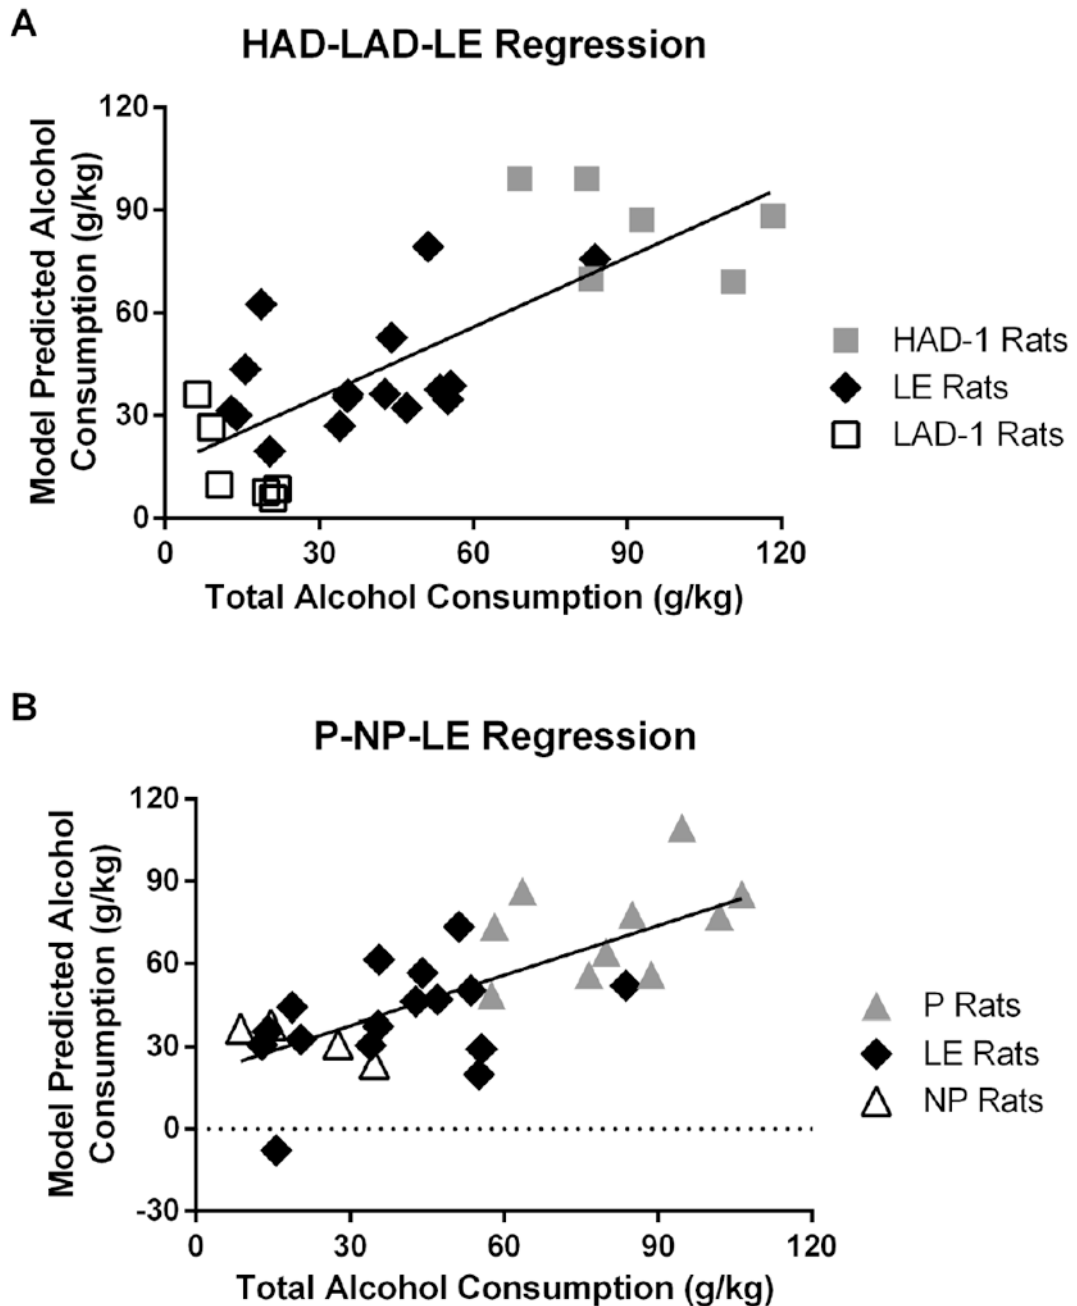 A
HAD-LAD-LE Regression
Model Predicted Alcohol
Consumption (g/kg)
120
90
60
30
0
0 30 60 90 120
Total Alcohol Consumption (g/kg)
HAD-1 Rats
LE Rats
LAD-1 Rats
B
P-NP-LE Regression
Model Predicted Alcohol
Consumption (g/kg)
120
90
60
30
0
-30
0 30 60 90 120
Total Alcohol Consumption (g/kg)
P Rats
LE Rats
NP Rats